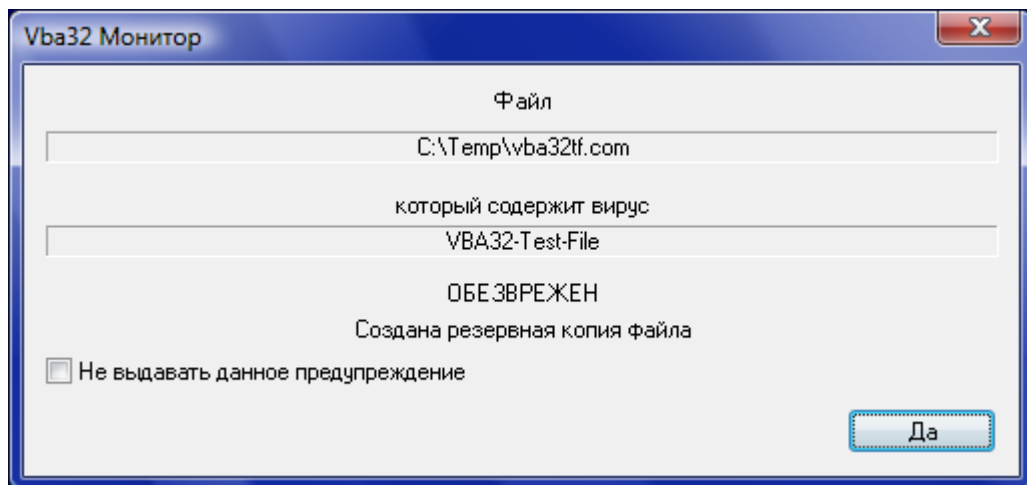 Vba32 Монитор
Файл
C:\Temp\vba32tf.com
который содержит вирус
VBA32-Test-File
ОБЕЗВРЕЖЕН
Создана резервная копия файла
Не выдавать данное предупреждение
Да